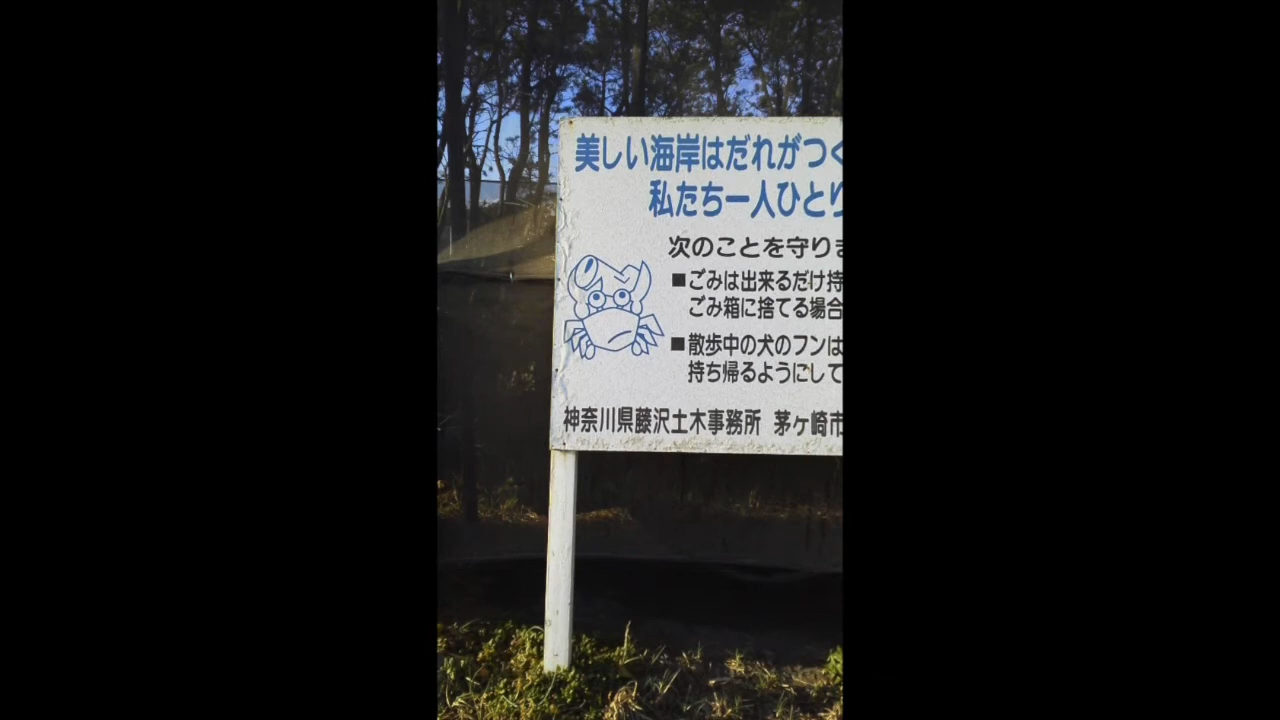 美しい海岸はだれがつく
私たち一人ひとり
次のことを守りま
■ごみは出来るだけ持
ごみ箱に捨てる場合
■散歩中の犬のフンは
持ち帰るようにして
神奈川県藤沢土木事務所 茅ヶ崎市